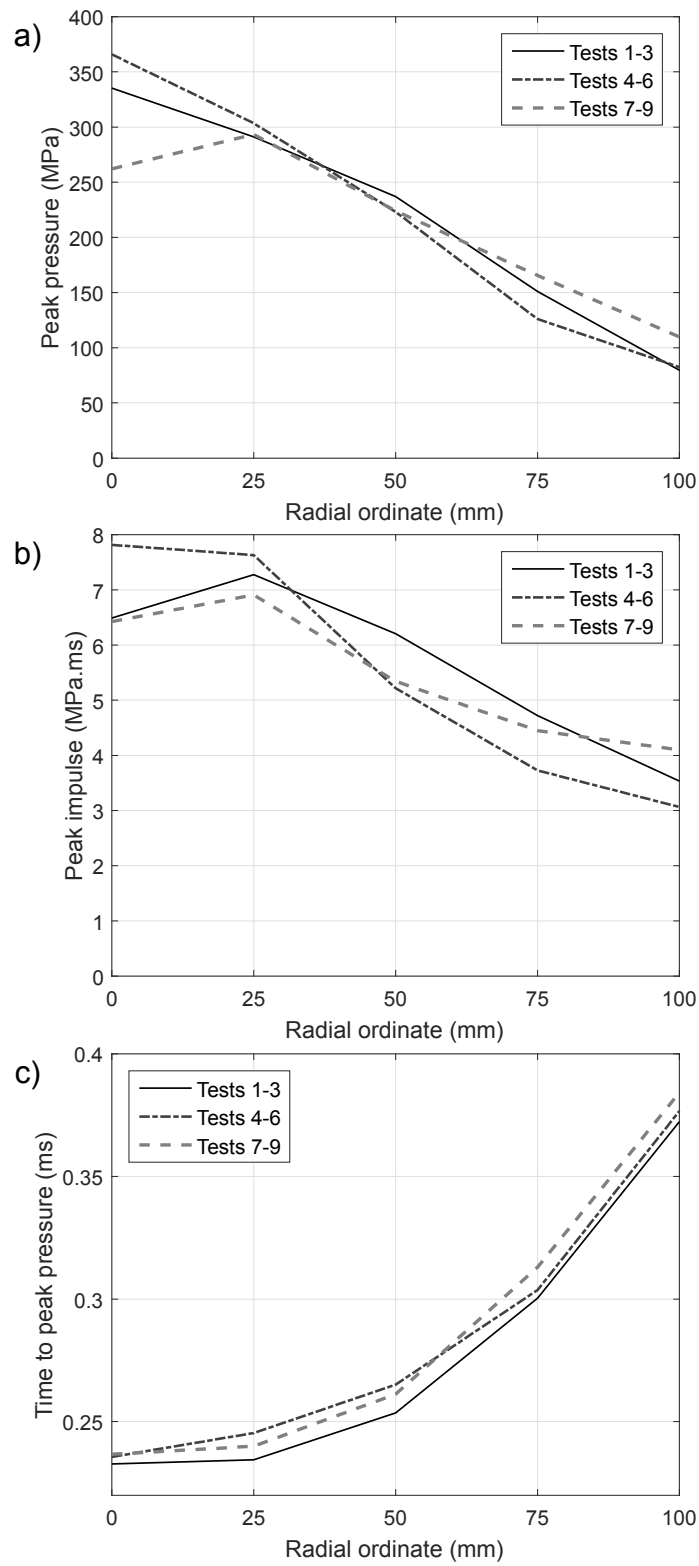 a)
400
350
300
250
200
150
100
50
0
Peak pressure (MPa)
Tests 1-3
Tests 4-6
Tests 7-9
0 25 50 75 100
Radial ordinate (mm)
b)
8
7
6
5
4
3
2
1
0
Peak impulse (MPa.ms)
Tests 1-3
Tests 4-6
Tests 7-9
0 25 50 75 100
Radial ordinate (mm)
c)
0.4
0.35
0.3
0.25
Time to peak pressure (ms)
Tests 1-3
Tests 4-6
Tests 7-9
0 25 50 75 100
Radial ordinate (mm)